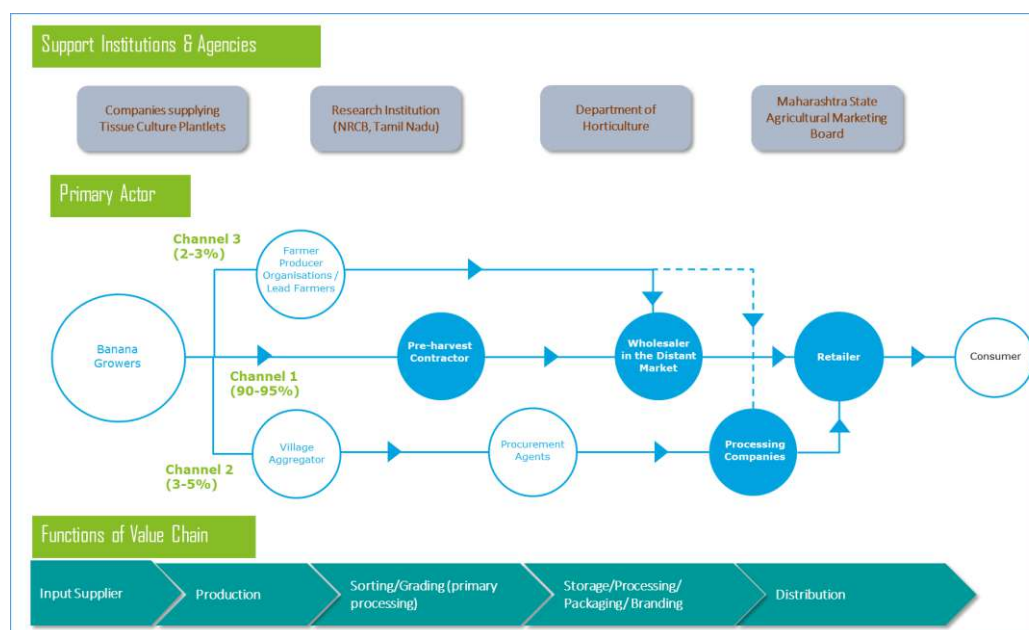 Support Institutions & Agencies
Companies supplying
Tissue Culture Plantlets
Research Institution
(NRCB, Tamil Nadu)
Department of
Horticulture
Maharashtra State
Agricultural Marketing
Board
Primary Actor
Channel 3
(2-3%)
Farmer
Producer
Organisations /
Lead Farmers
Banana
Growers
Channel 1
(90-95%)
Pre-harvest
Contractor
Wholesaler
in the Distant
Market
Retailer
Consumer
Channel 2
(3-5%)
Village
Aggregator
Procurement
Agents
Processing
Companies
Functions of Value Chain
Input Supplier
Production
Sorting/Grading (primary
processing)
Storage/Processing/
Packaging/ Branding
Distribution